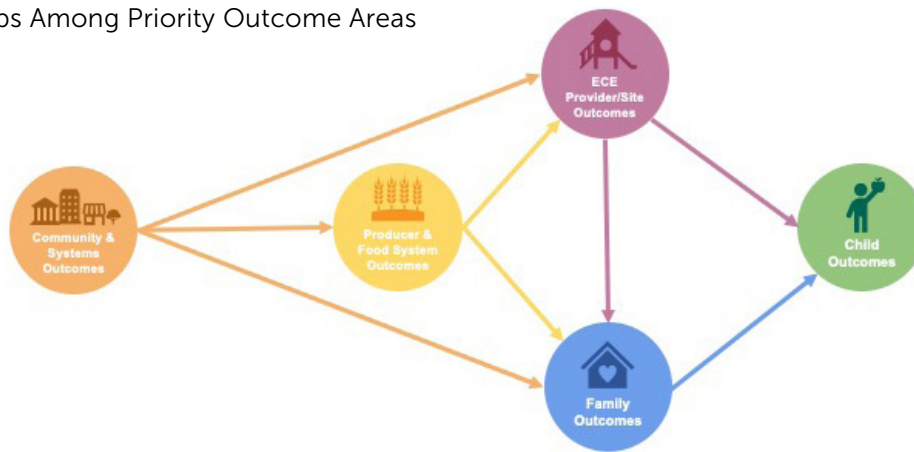 Among Priority Outcome Areas
ECE
Provider/Site
Outcomes
Community &
Systems
Outcomes
Producer &
Food System
Outcomes
Child
Outcomes
Family
Outcomes